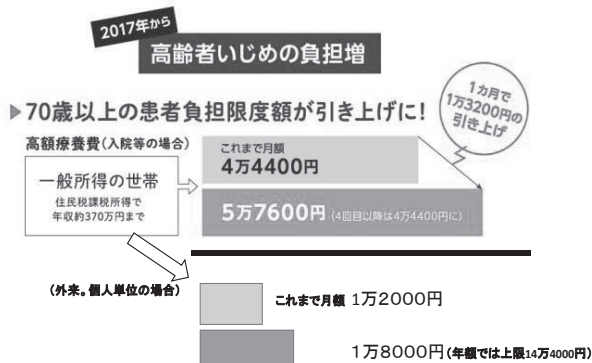 2017年から
高齢者いじめの負担増
▶70歳以上の患者負担限度額が引き上げに!
1カ月で
1万3200円の
引き上げ
高額療養費(入院等の場合)
これまで月額
4万4400円
一般所得の世帯
住民税課税所得で
年収約370万円まで
5万7600円(4回目以降は4万4400円に)
(外来。個人単位の場合)
これまで月額 1万2000円
1万8000円(年額では上限14万4000円)